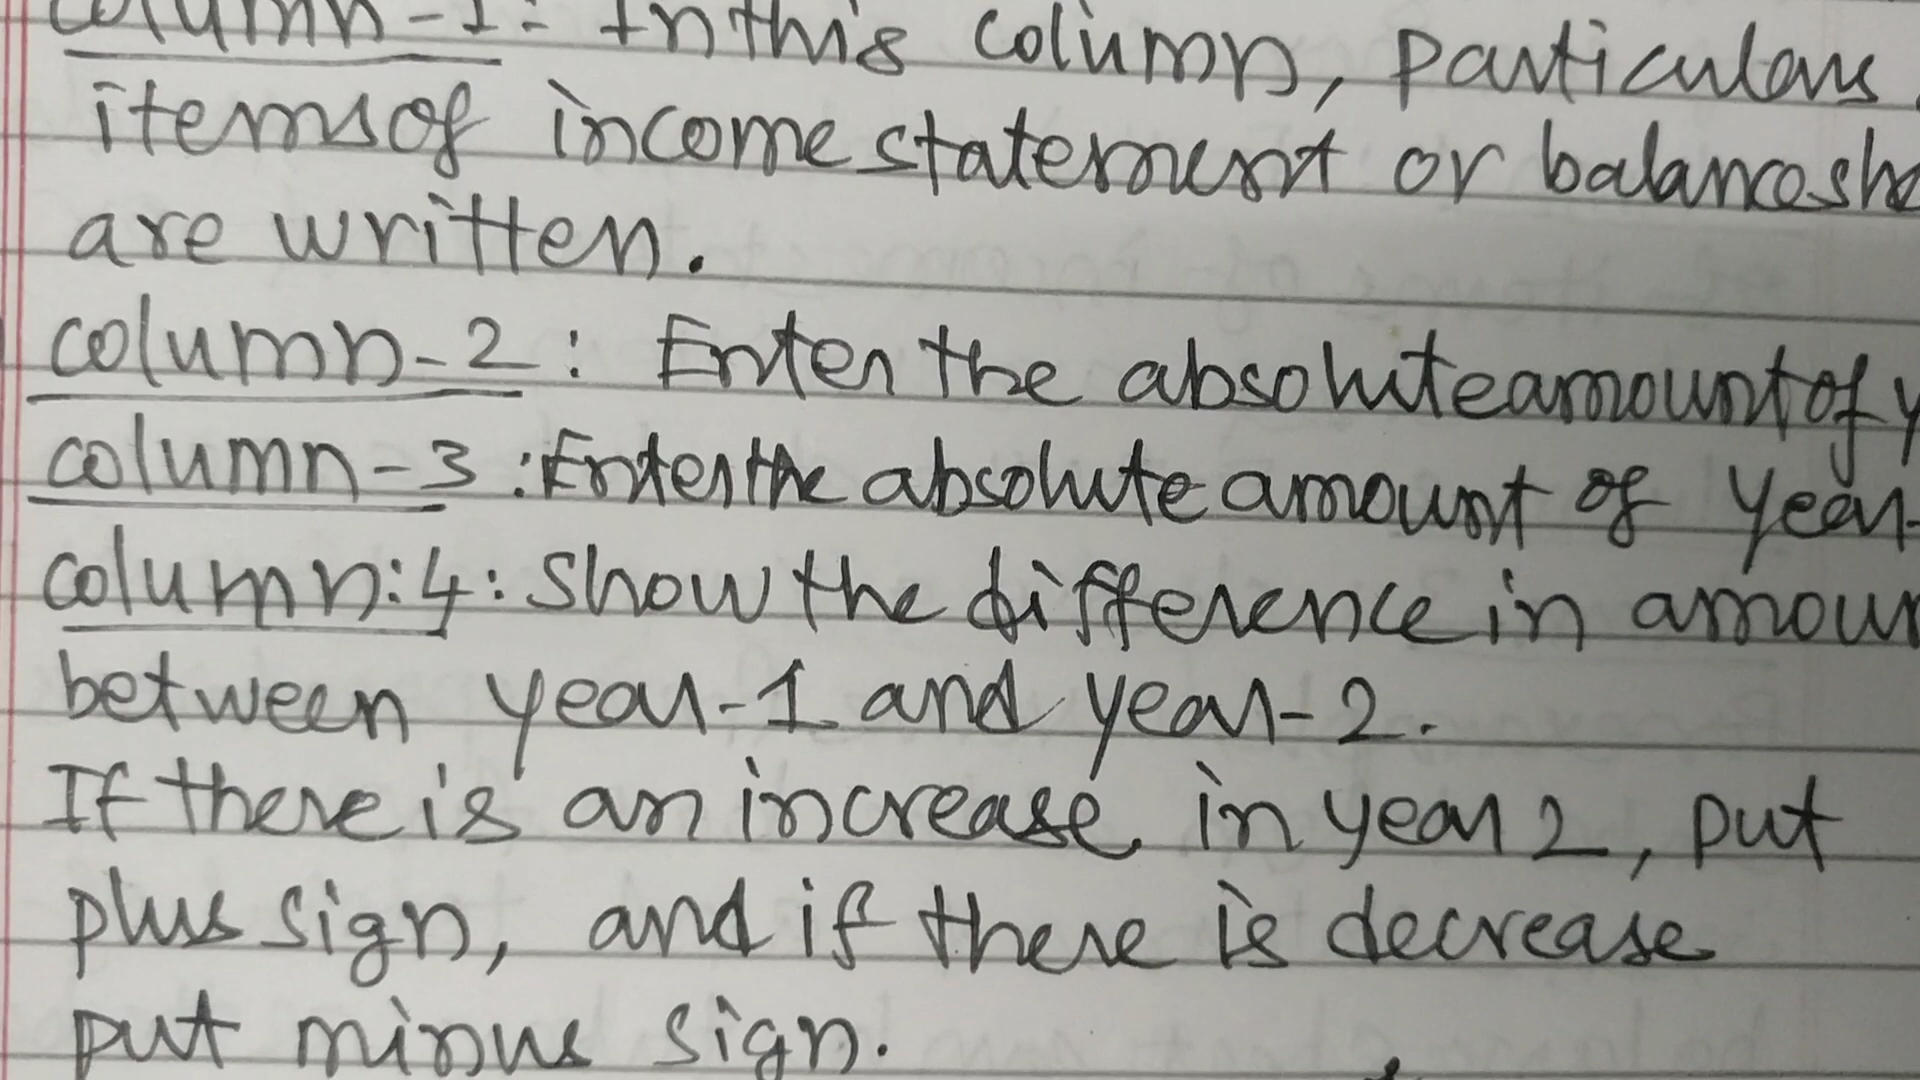 column-1: In this column, particulars
items of income statement or balance
are written.
column-2: Enter the absolute amount of
column-3: Enter the absolute amount of year-
column:4: Show the difference in
between year-1 and year-2.
If there is an increase in year 2, put
plus sign, and if there is decrease
put minus sign.